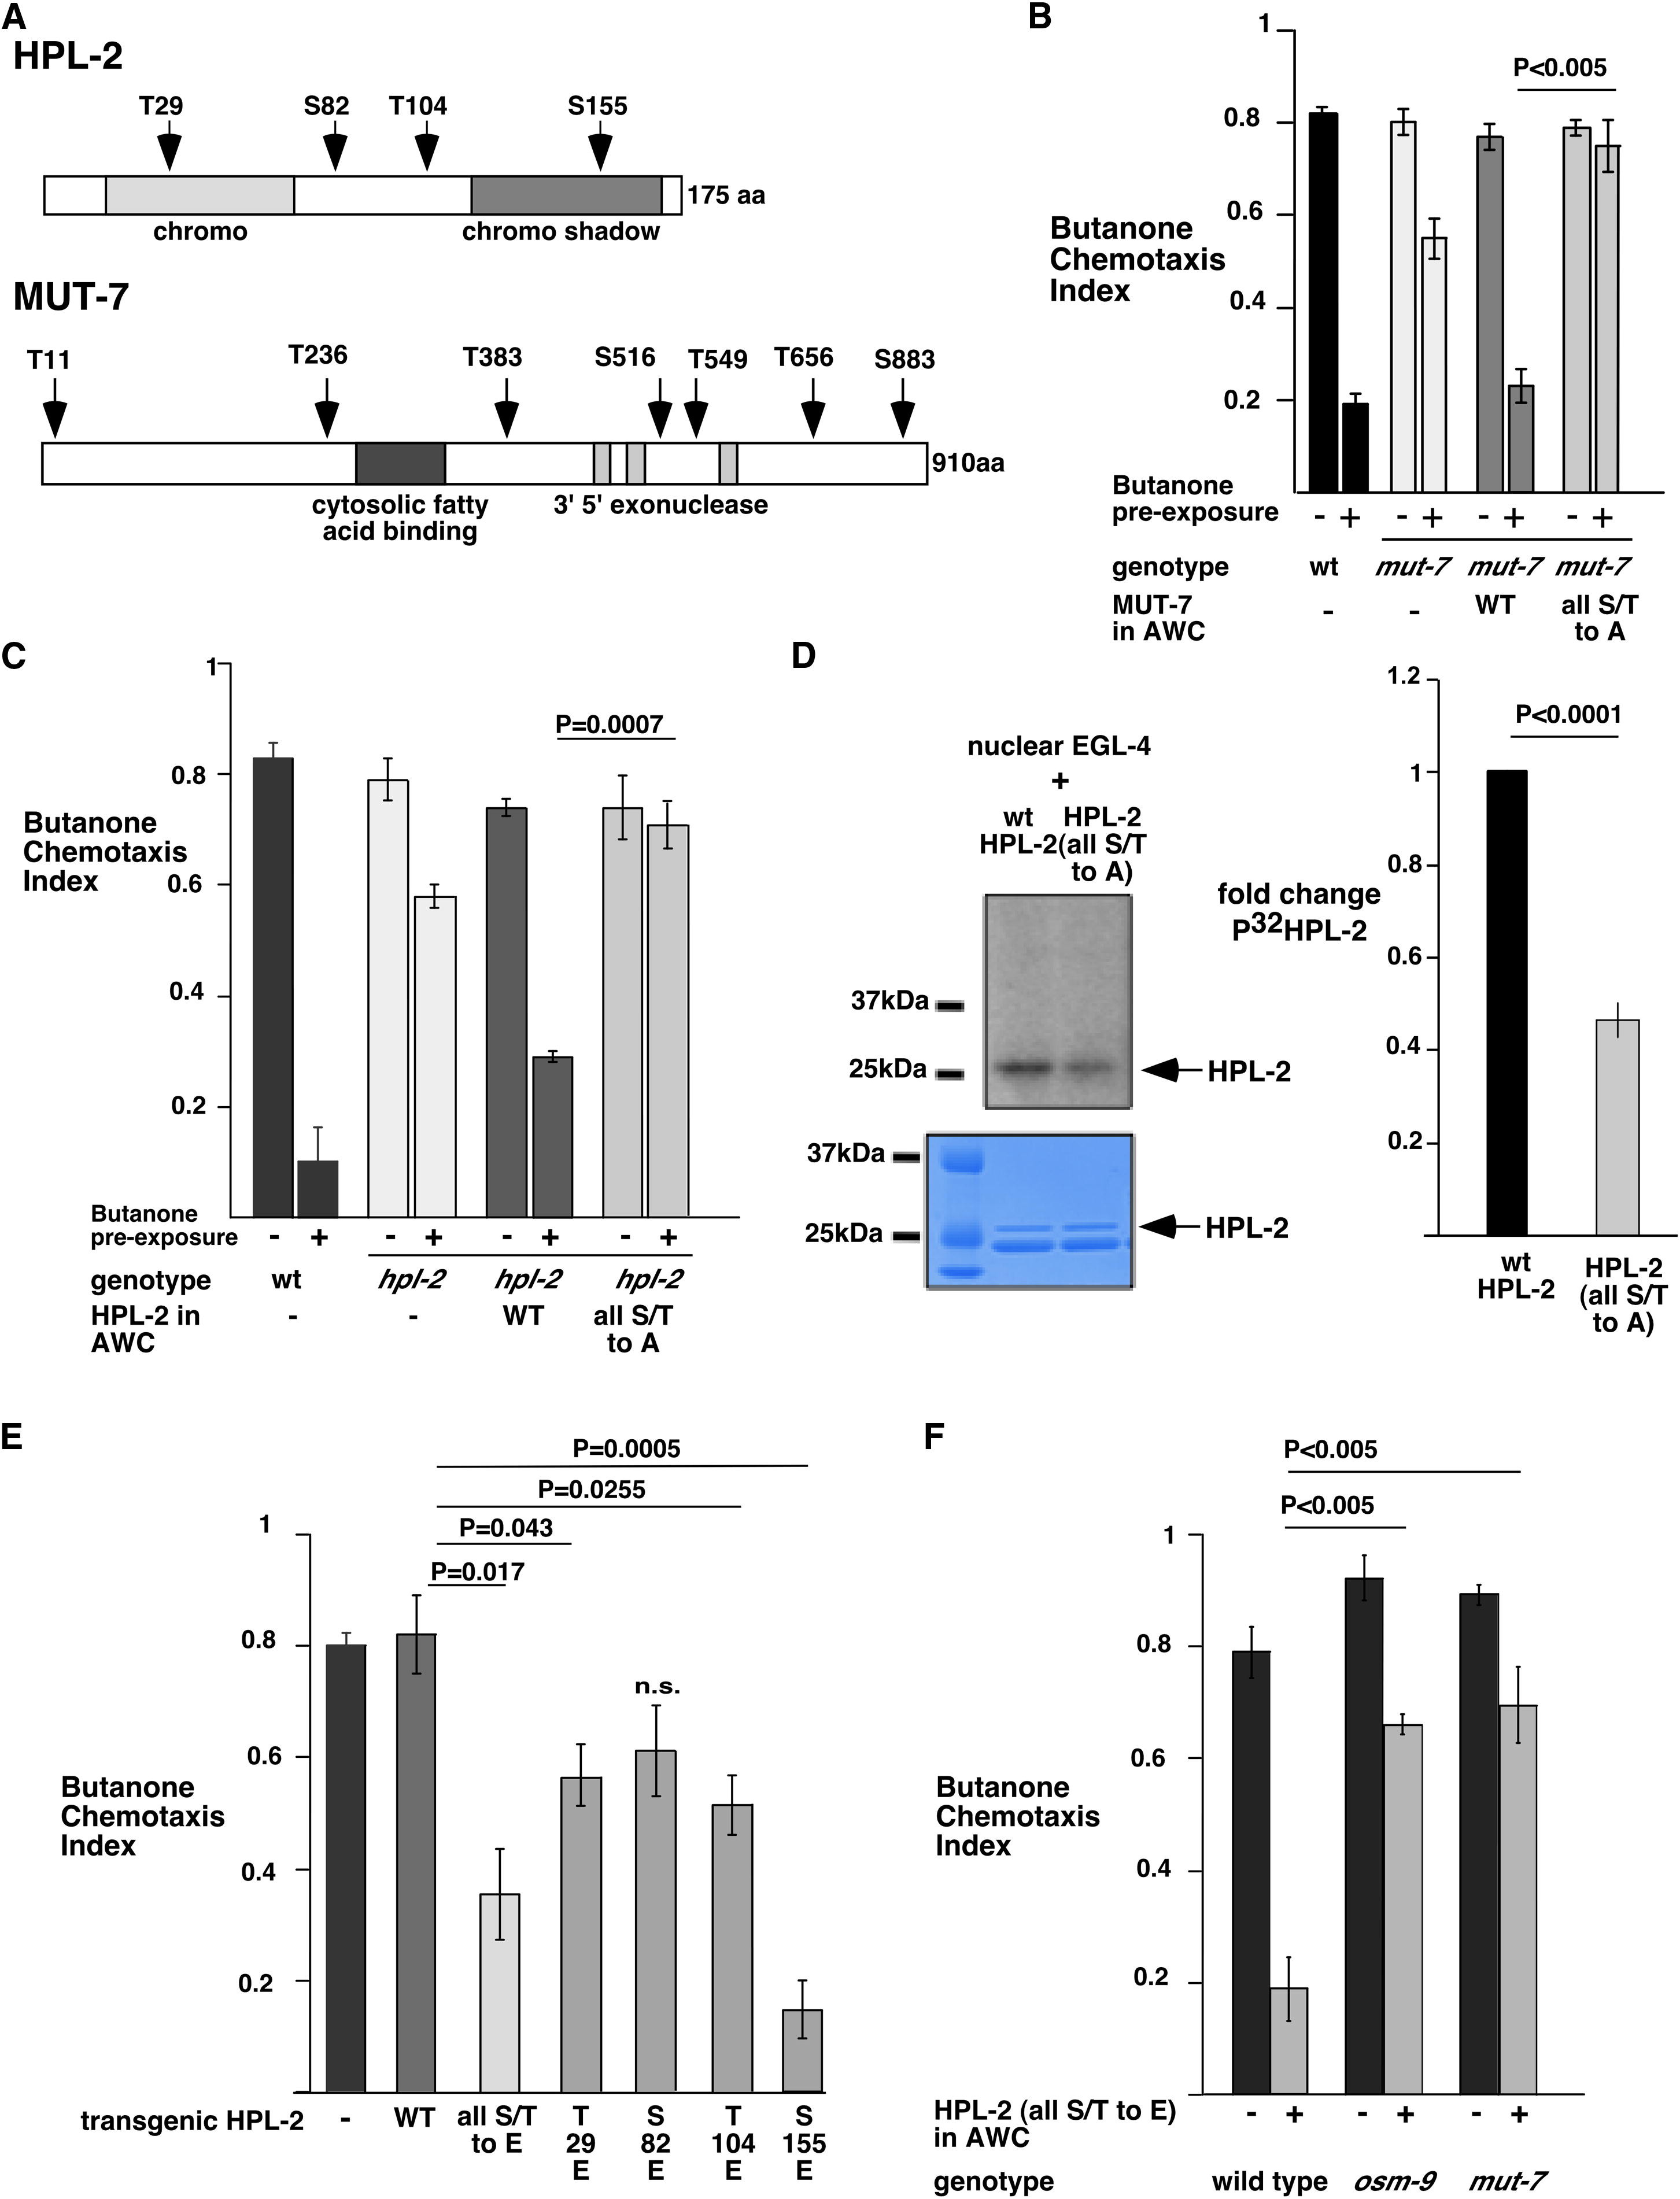 A
HPL-2
T29 S82 T104 S155
175 aa
chromo chromo shadow
MUT-7
T11 T236 T383 S516 T549 T656 S883
910aa
cytosolic fatty
acid binding
3' 5' exonuclease
B
1
0.8
0.6
0.4
0.2
P<0.005
Butanone
Chemotaxis
Index
Butanone
pre-exposure - + - + - + - +
genotype wt mut-7 mut-7 mut-7
MUT-7
in AWC
- - WT all S/T
to A
C
1
0.8
0.6
0.4
0.2
P=0.0007
Butanone
Chemotaxis
Index
Butanone
pre-exposure - + - + - + - +
genotype wt hpl-2 hpl-2 hpl-2
HPL-2 in
AWC
- - WT all S/T
to A
D
nuclear EGL-4
+
wt HPL-2
HPL-2(all S/T
to A)
37kDa
25kDa
HPL-2
37kDa
25kDa
HPL-2
1.2
1
0.8
0.6
0.4
0.2
P<0.0001
fold change
P32HPL-2
wt
HPL-2
HPL-2
(all S/T
to A)
E
P=0.0005
P=0.0255
P=0.043
P=0.017
1
0.8
0.6
0.4
0.2
n.s.
Butanone
Chemotaxis
Index
transgenic HPL-2 - WT all S/T
to E
T
29
E
S
82
E
T
104
E
S
155
E
F
P<0.005
P<0.005
1
0.8
0.6
0.4
0.2
Butanone
Chemotaxis
Index
HPL-2 (all S/T to E)
in AWC
- + - + - +
genotype wild type osm-9 mut-7